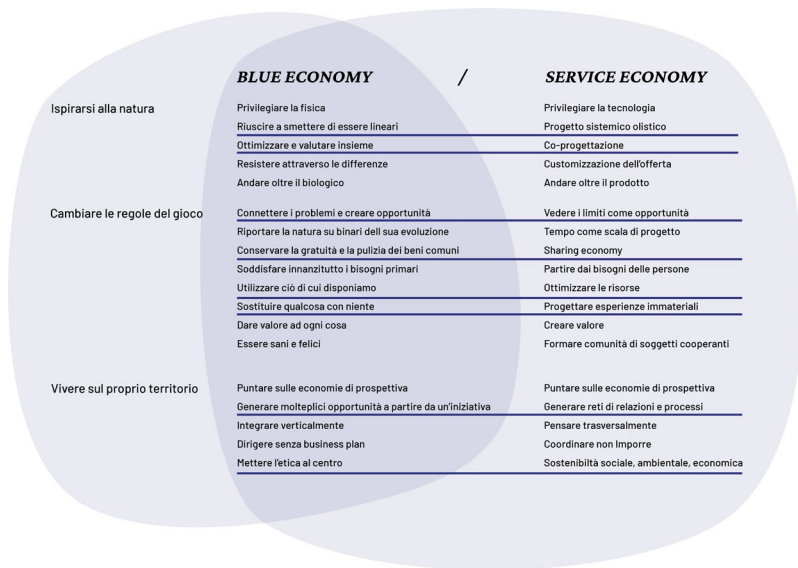 BLUE ECONOMY / SERVICE ECONOMY
Ispirarsi alla natura Privilegiare la fisica Privilegiare la tecnologia
Riuscire a smettere di essere lineari Progetto sistemico olistico
Ottimizzare e valutare insieme Co-progettazione
Resistere attraverso le differenze Customizzazione dell'offerta
Andare oltre il biologico Andare oltre il prodotto
Cambiare le regole del gioco Connettere i problemi e creare opportunità Vedere i limiti come opportunità
Riportare la natura su binari dell sua evoluzione Tempo come scala di progetto
Conservare la gratuità e la pulizia dei beni comuni Sharing economy
Soddisfare innanzitutto i bisogni primari Partire dai bisogni delle persone
Utilizzare ciò di cui disponiamo Ottimizzare le risorse
Sostituire qualcosa con niente Progettare esperienze immateriali
Dare valore ad ogni cosa Creare valore
Essere sani e felici Formare comunità di soggetti cooperanti
Vivere sul proprio territorio Puntare sulle economie di prospettiva Puntare sulle economie di prospettiva
Generare molteplici opportunità a partire da un'iniziativa Generare reti di relazioni e processi
Integrare verticalmente Pensare trasversalmente
Dirigere senza business plan Coordinare non Imporre
Mettere l'etica al centro Sostenibiltà sociale, ambientale, economica